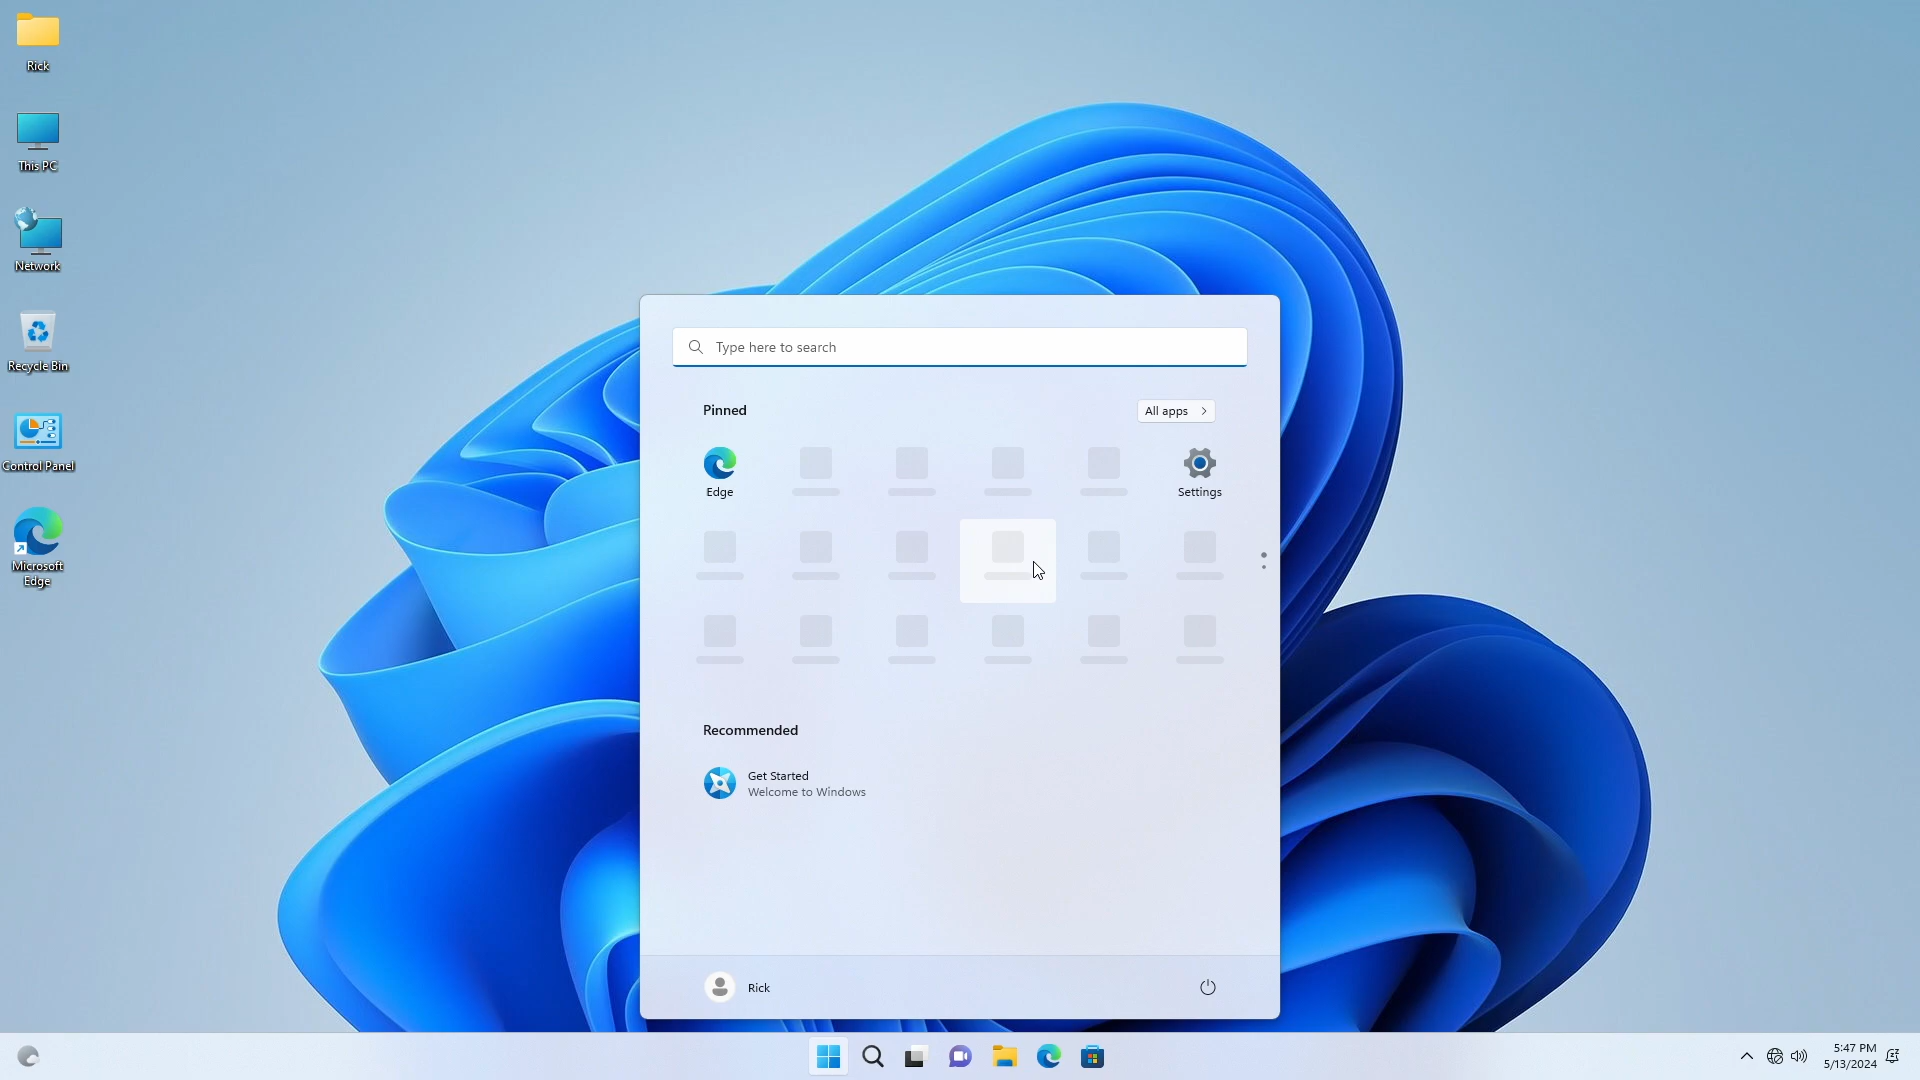 Rick
This PC
Network
Recycle Bin
Control Panel
Microsoft
Edge
Type here to search
Pinned
All apps
Edge
Settings
Recommended
Get Started
Welcome to Windows
Rick
5:47 PM
5/13/2024